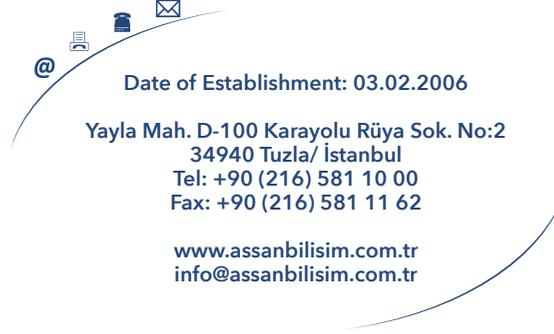 @
Date of Establishment: 03.02.2006
Yayla Mah. D-100 Karayolu Rüya Sok. No:2
34940 Tuzla/ İstanbul
Tel: +90 (216) 581 10 00
Fax: +90 (216) 581 11 62
www.assanbilisim.com.tr
info@assanbilisim.com.tr